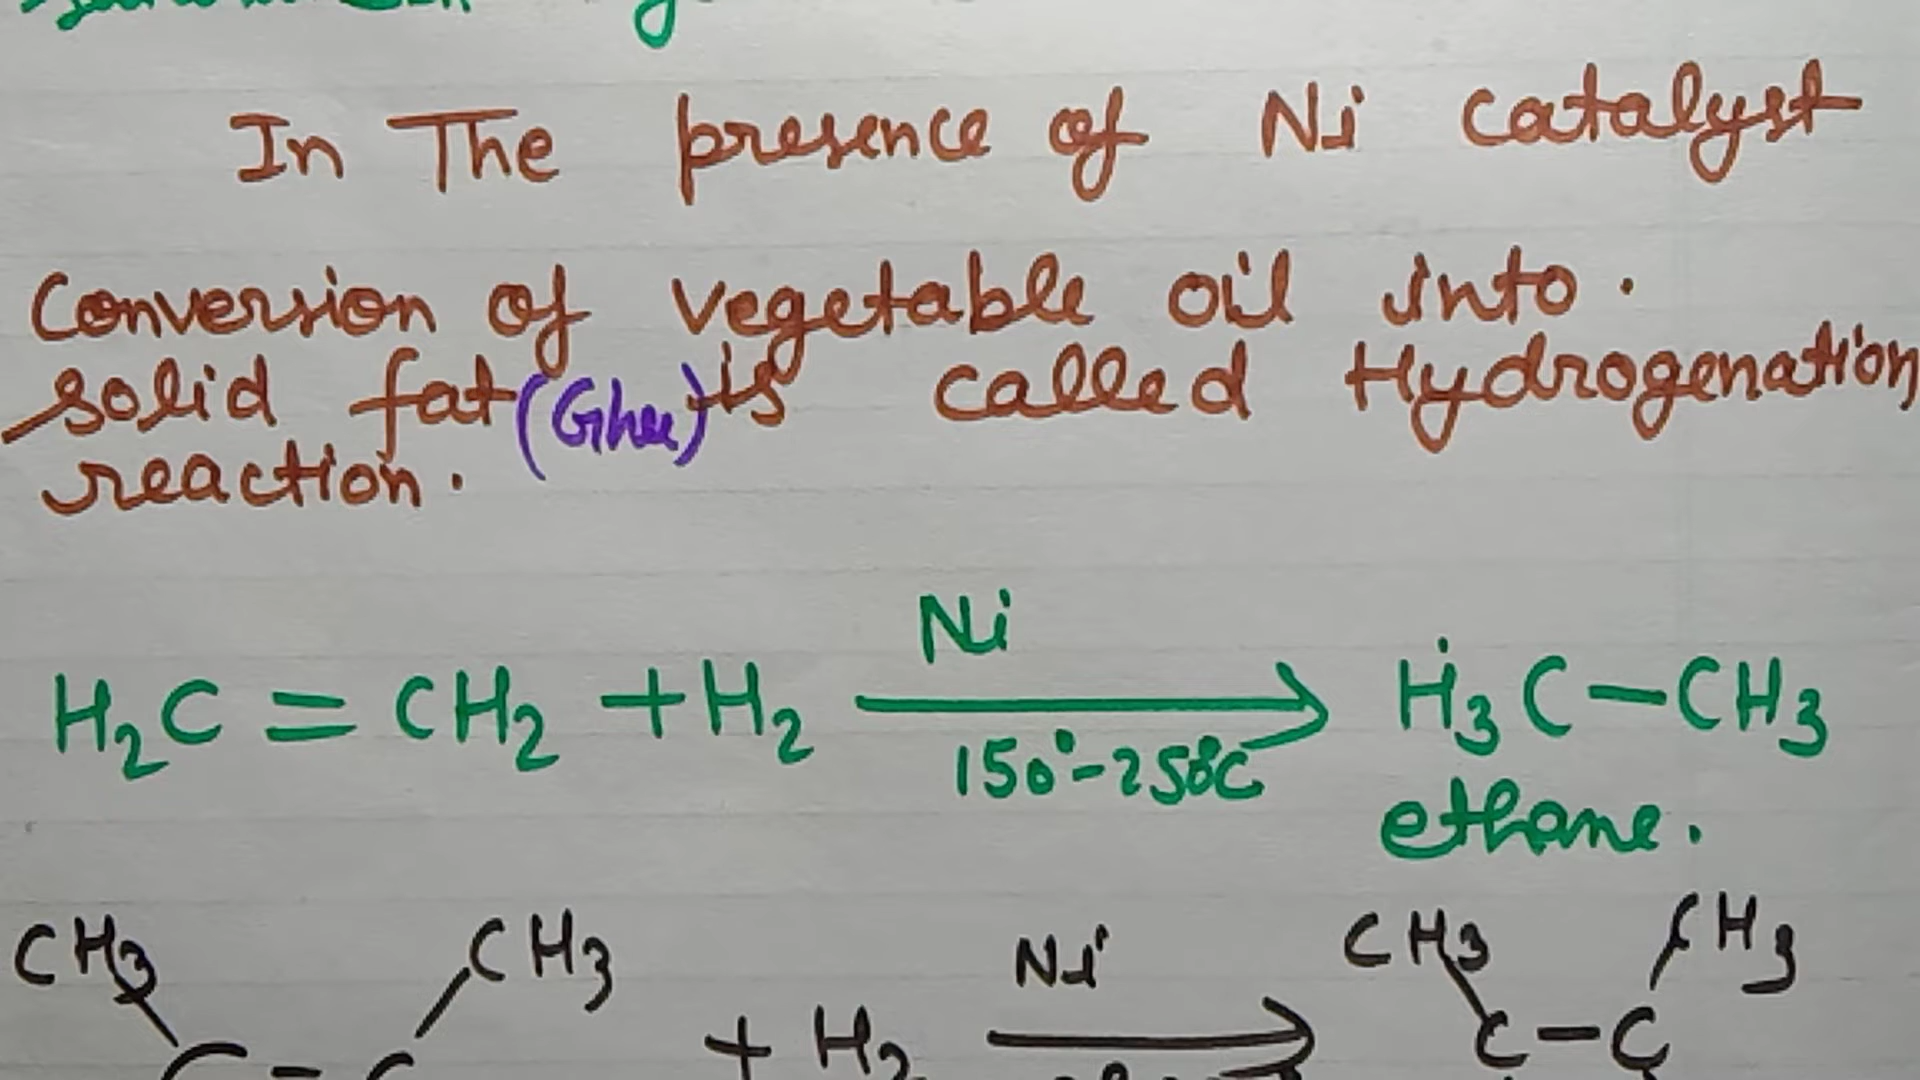 In The presence of Ni catalyst
Conversion of vegetable oil into.
solid fat (Ghee) is called Hydrogenation
reaction.
Ni
H₂C = CH₂ + H₂ → H₃C – CH₃
150°-250°C
ethane.
CH₃ CH₃ Ni CH₃ CH₃
+ H₂ → C – C